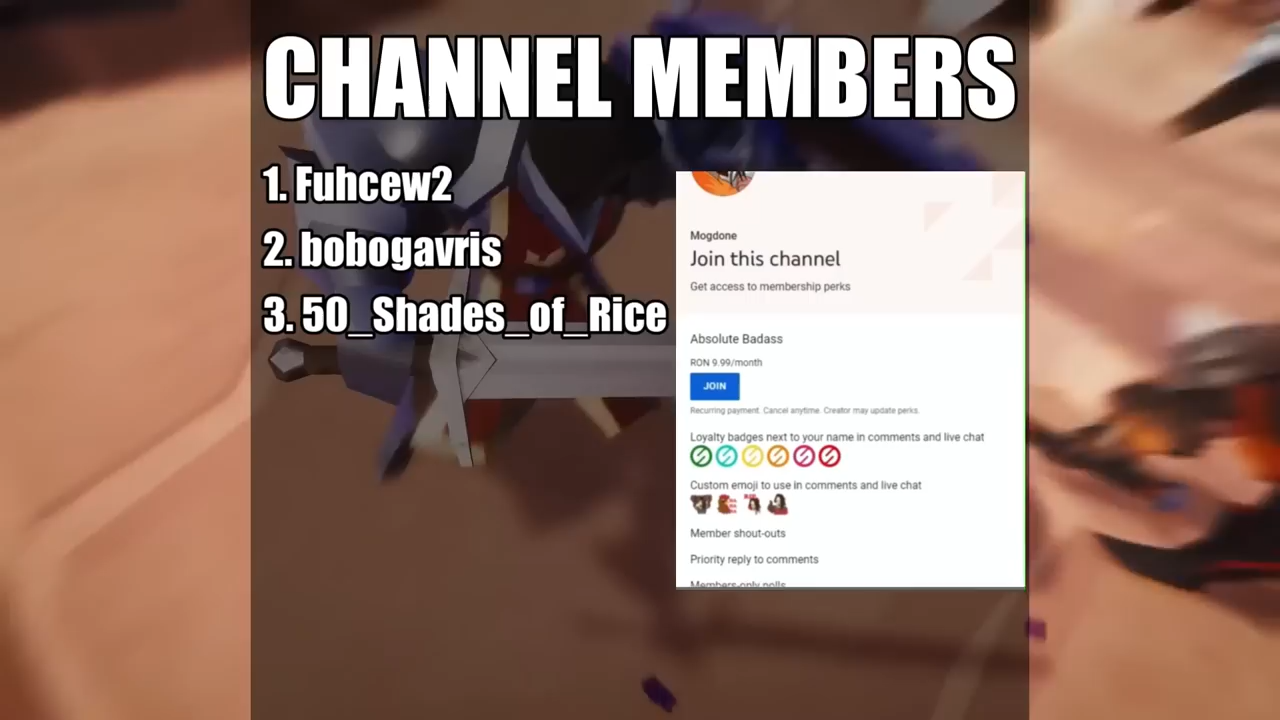 CHANNEL MEMBERS
1. Fuhcew2
2. bobogavris
3. 50_Shades_of_Rice
Mogdone
Join this channel
Get access to membership perks
Absolute Badass
RON 9.99/month
JOIN
Recurring payment. Cancel anytime. Creator may update perks.
Loyalty badges next to your name in comments and live chat
Custom emoji to use in comments and live chat
Member shout-outs
Priority reply to comments
Members-only polls